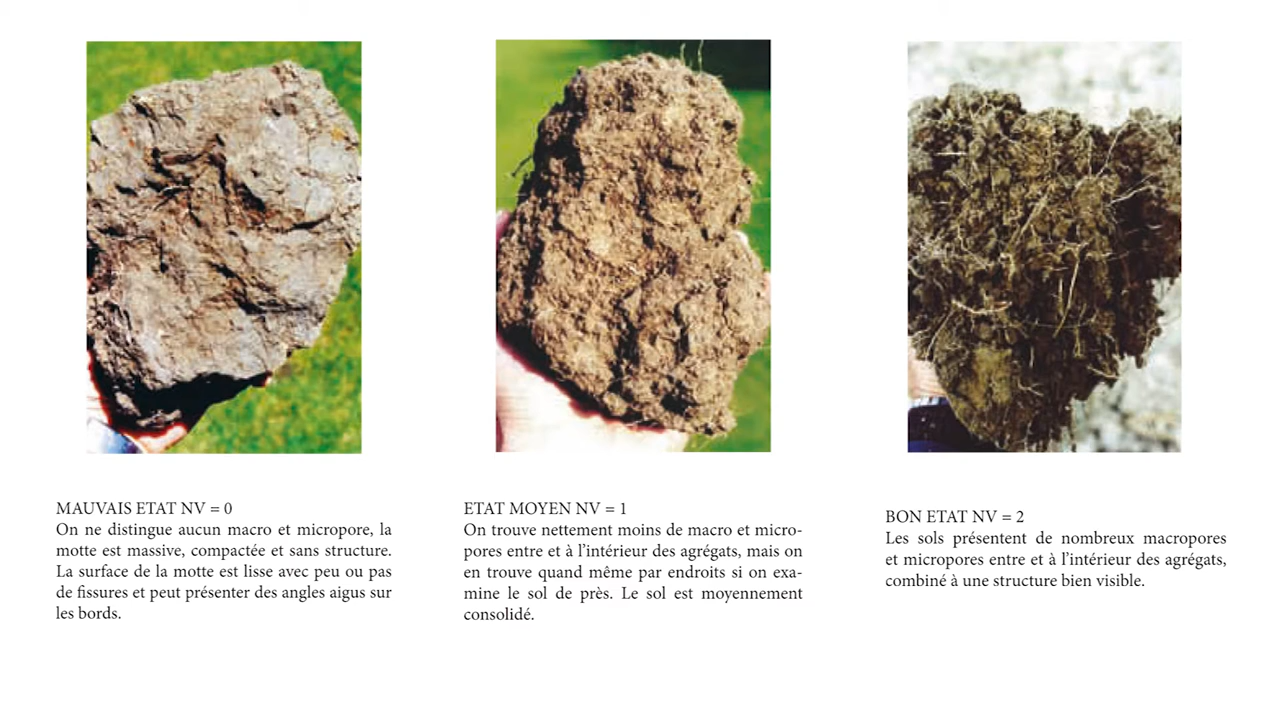 MAUVAIS ETAT NV = 0
On ne distingue aucun macro et micropore, la
motte est massive, compactée et sans structure.
La surface de la motte est lisse avec peu ou pas
de fissures et peut présenter des angles aigus sur
les bords.
ETAT MOYEN NV = 1
On trouve nettement moins de macro et micro-
pores entre et à l'intérieur des agrégats, mais on
en trouve quand même par endroits si on exa-
mine le sol de près. Le sol est moyennement
consolidé.
BON ETAT NV = 2
Les sols présentent de nombreux macropores
et micropores entre et à l'intérieur des agrégats,
combiné à une structure bien visible.